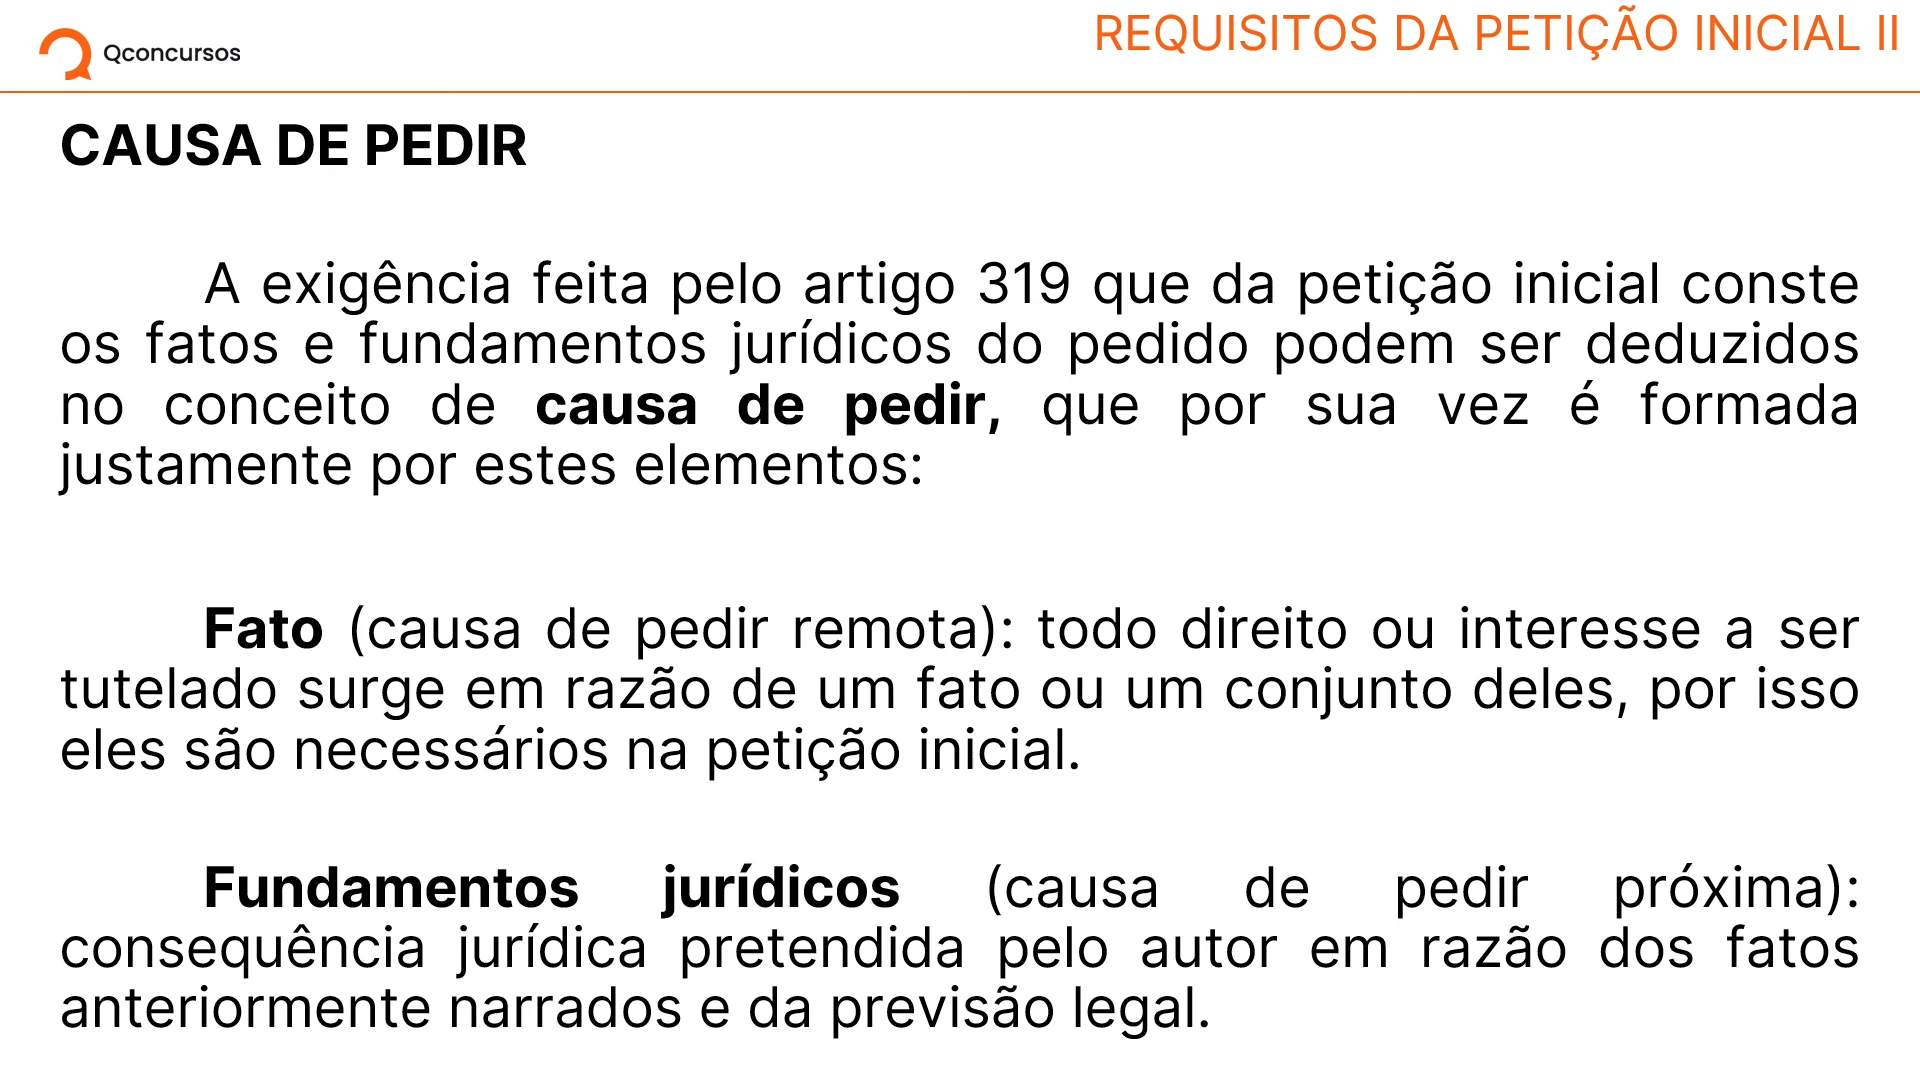 Qconcursos
REQUISITOS DA PETIÇÃO INICIAL II
CAUSA DE PEDIR
A exigência feita pelo artigo 319 que da petição inicial conste
os fatos e fundamentos jurídicos do pedido podem ser deduzidos
no conceito de causa de pedir, que por sua vez é formada
justamente por estes elementos:
Fato (causa de pedir remota): todo direito ou interesse a ser
tutelado surge em razão de um fato ou um conjunto deles, por isso
eles são necessários na petição inicial.
Fundamentos jurídicos (causa de pedir próxima):
consequência jurídica pretendida pelo autor em razão dos fatos
anteriormente narrados e da previsão legal.